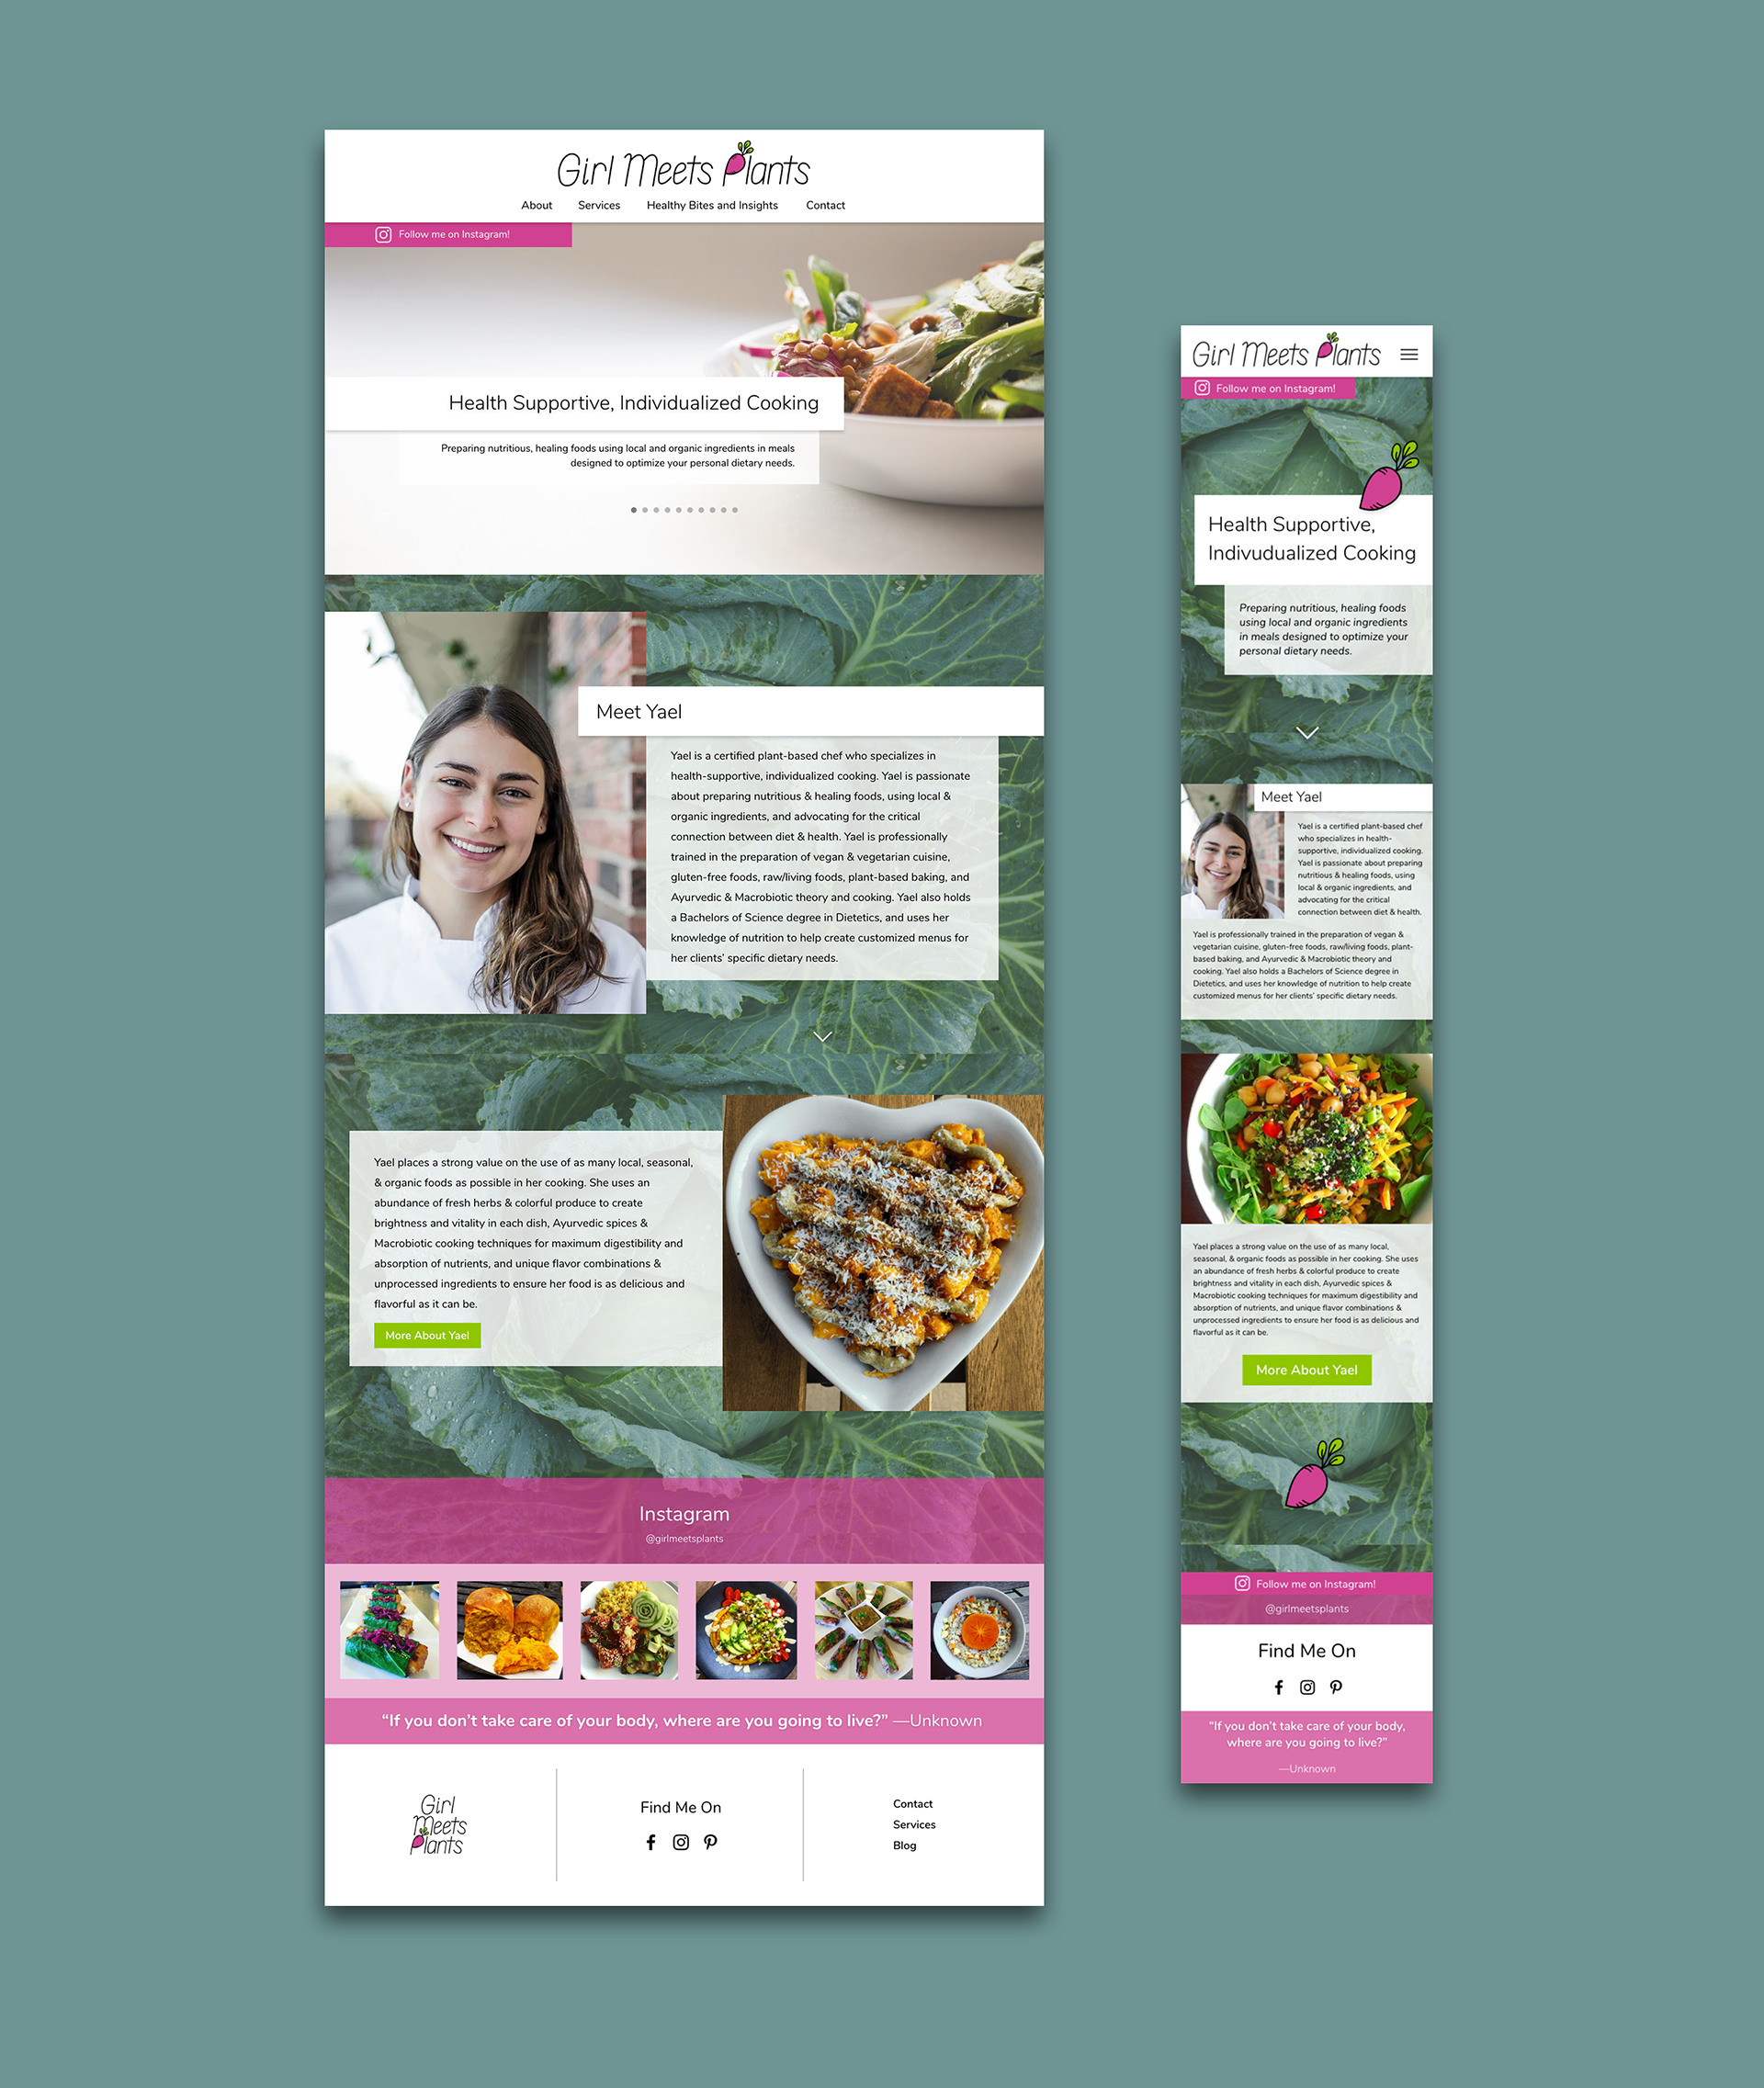 Girl Meets Plants
About Services Healthy Bites and Insights Contact
Follow me on Instagram!
Health Supportive, Individualized Cooking
Preparing nutritious, healing foods using local and organic ingredients in meals
designed to optimize your personal dietary needs.
Meet Yael
Yael is a certified plant-based chef who specializes in
health-supportive, individualized cooking. Yael is passionate
about preparing nutritious & healing foods, using local &
organic ingredients, and advocating for the critical
connection between diet & health. Yael is professionally
trained in the preparation of vegan & vegetarian cuisine,
gluten-free foods, raw/living foods, plant-based baking, and
Ayurvedic & Macrobiotic theory and cooking. Yael also holds
a Bachelors of Science degree in Dietetics, and uses her
knowledge of nutrition to help create customized menus for
her clients’ specific dietary needs.
Yael places a strong value on the use of as many local, seasonal,
& organic foods as possible in her cooking. She uses an
abundance of fresh herbs & colorful produce to create
brightness and vitality in each dish, Ayurvedic spices &
Macrobiotic cooking techniques for maximum digestibility and
absorption of nutrients, and unique flavor combinations &
unprocessed ingredients to ensure her food is as delicious and
flavorful as it can be.
More About Yael
Instagram
@girlmeetsplants
“If you don’t take care of your body, where are you going to live?” —Unknown
Girl
Meets
Plants
Find Me On
Contact
Services
Blog
Girl Meets Plants
Follow me on Instagram!
Health Supportive,
Indivudualized Cooking
Preparing nutritious, healing foods
using local and organic ingredients
in meals designed to optimize your
personal dietary needs.
Meet Yael
Yael is a certified plant-based chef
who specializes in health-
supportive, individualized cooking.
Yael is passionate about preparing
nutritious & healing foods, using
local & organic ingredients, and
advocating for the critical
connection between diet & health.
Yael is professionally trained in the preparation of vegan &
vegetarian cuisine, gluten-free foods, raw/living foods, plant-
based baking, and Ayurvedic & Macrobiotic theory and
cooking. Yael also holds a Bachelors of Science degree in
Dietetics, and uses her knowledge of nutrition to help create
customized menus for her clients’ specific dietary needs.
Yael places a strong value on the use of as many local,
seasonal, & organic foods as possible in her cooking. She uses
an abundance of fresh herbs & colorful produce to create
brightness and vitality in each dish, Ayurvedic spices &
Macrobiotic cooking techniques for maximum digestibility and
absorption of nutrients, and unique flavor combinations &
unprocessed ingredients to ensure her food is as delicious and
flavorful as it can be.
More About Yael
Follow me on Instagram!
@girlmeetsplants
Find Me On
“If you don’t take care of your body,
where are you going to live?”
—Unknown